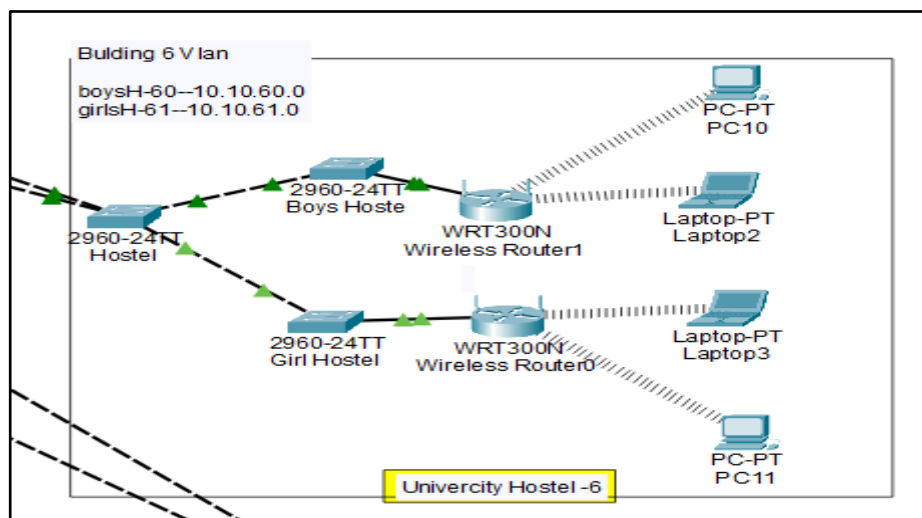 Bulding 6 Vlan
boysH-60--10.10.60.0
girlsH-61--10.10.61.0
PC-PT
PC10
2960-24TT
Boys Hoste
WRT300N
Wireless Router1
Laptop-PT
Laptop2
2960-24TT
Hostel
2960-24TT
Girl Hostel
WRT300N
Wireless Router0
Laptop-PT
Laptop3
PC-PT
PC11
Univercity Hostel -6